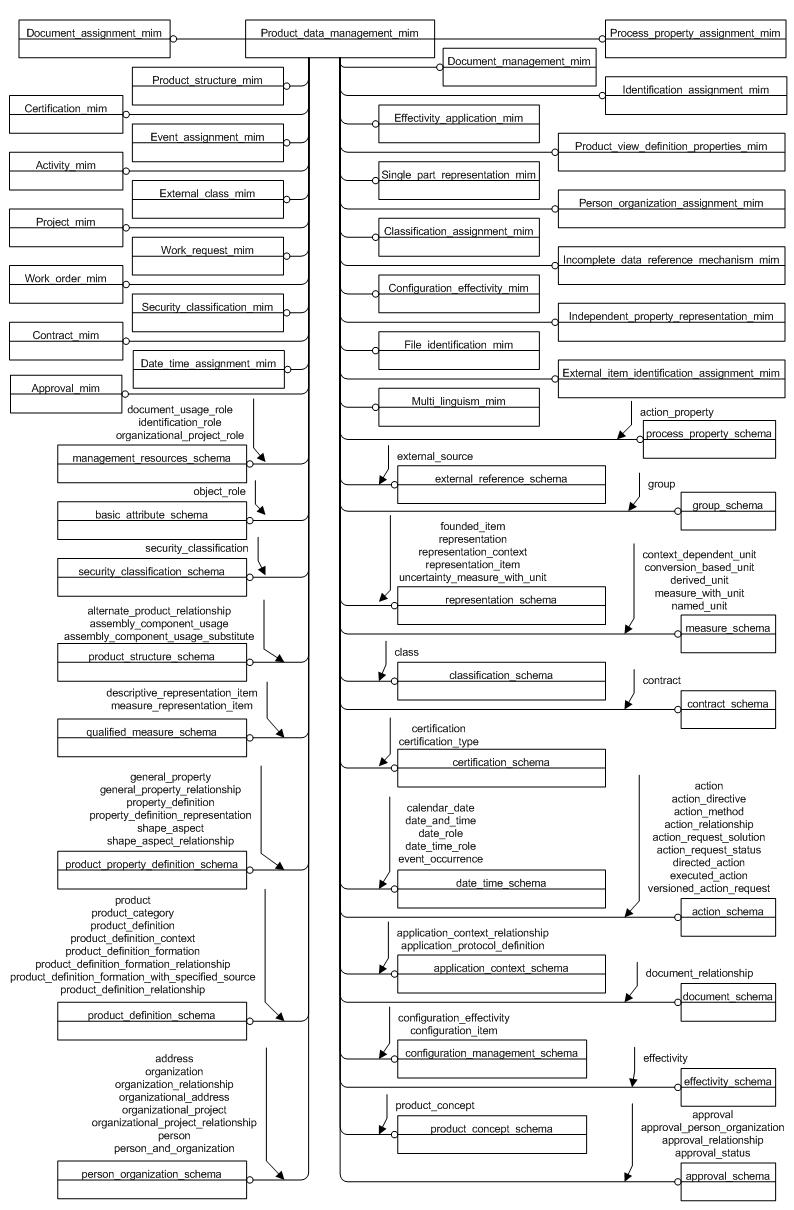 Document_assignment_mim
Product_data_management_mim
Process_property_assignment_mim
Document_management_mim
Product_structure_mim
Identification_assignment_mim
Certification_mim
Effectivity_application_mim
Event_assignment_mim
Product_view_definition_properties_mim
Activity_mim
Single_part_representation_mim
External_class_mim
Person_organization_assignment_mim
Project_mim
Classification_assignment_mim
Work_request_mim
Incomplete_data_reference_mechanism_mim
Work_order_mim
Configuration_effectivity_mim
Security_classification_mim
Independent_property_representation_mim
Contract_mim
File_identification_mim
Date_time_assignment_mim
External_item_identification_assignment_mim
Approval_mim
Multi_linguism_mim
document_usage_role
identification_role
organizational_project_role
management_resources_schema
object_role
basic_attribute_schema
security_classification
security_classification_schema
alternate_product_relationship
assembly_component_usage
assembly_component_usage_substitute
product_structure_schema
descriptive_representation_item
measure_representation_item
qualified_measure_schema
general_property
general_property_relationship
property_definition
property_definition_representation
shape_aspect
shape_aspect_relationship
product_property_definition_schema
product
product_category
product_definition
product_definition_context
product_definition_formation
product_definition_formation_relationship
product_definition_formation_with_specified_source
product_definition_relationship
product_definition_schema
address
organization
organization_relationship
organizational_address
organizational_project
organizational_project_relationship
person
person_and_organization
person_organization_schema
action_property
process_property_schema
external_source
external_reference_schema
group
group_schema
founded_item
representation
representation_context
representation_item
uncertainty_measure_with_unit
representation_schema
context_dependent_unit
conversion_based_unit
derived_unit
measure_with_unit
named_unit
measure_schema
class
classification_schema
contract
contract_schema
certification
certification_type
certification_schema
calendar_date
date_and_time
date_role
date_time_role
event_occurrence
date_time_schema
action
action_directive
action_method
action_relationship
action_request_solution
action_request_status
directed_action
executed_action
versioned_action_request
action_schema
application_context_relationship
application_protocol_definition
application_context_schema
document_relationship
document_schema
configuration_effectivity
configuration_item
configuration_management_schema
effectivity
effectivity_schema
product_concept
product_concept_schema
approval
approval_person_organization
approval_relationship
approval_status
approval_schema